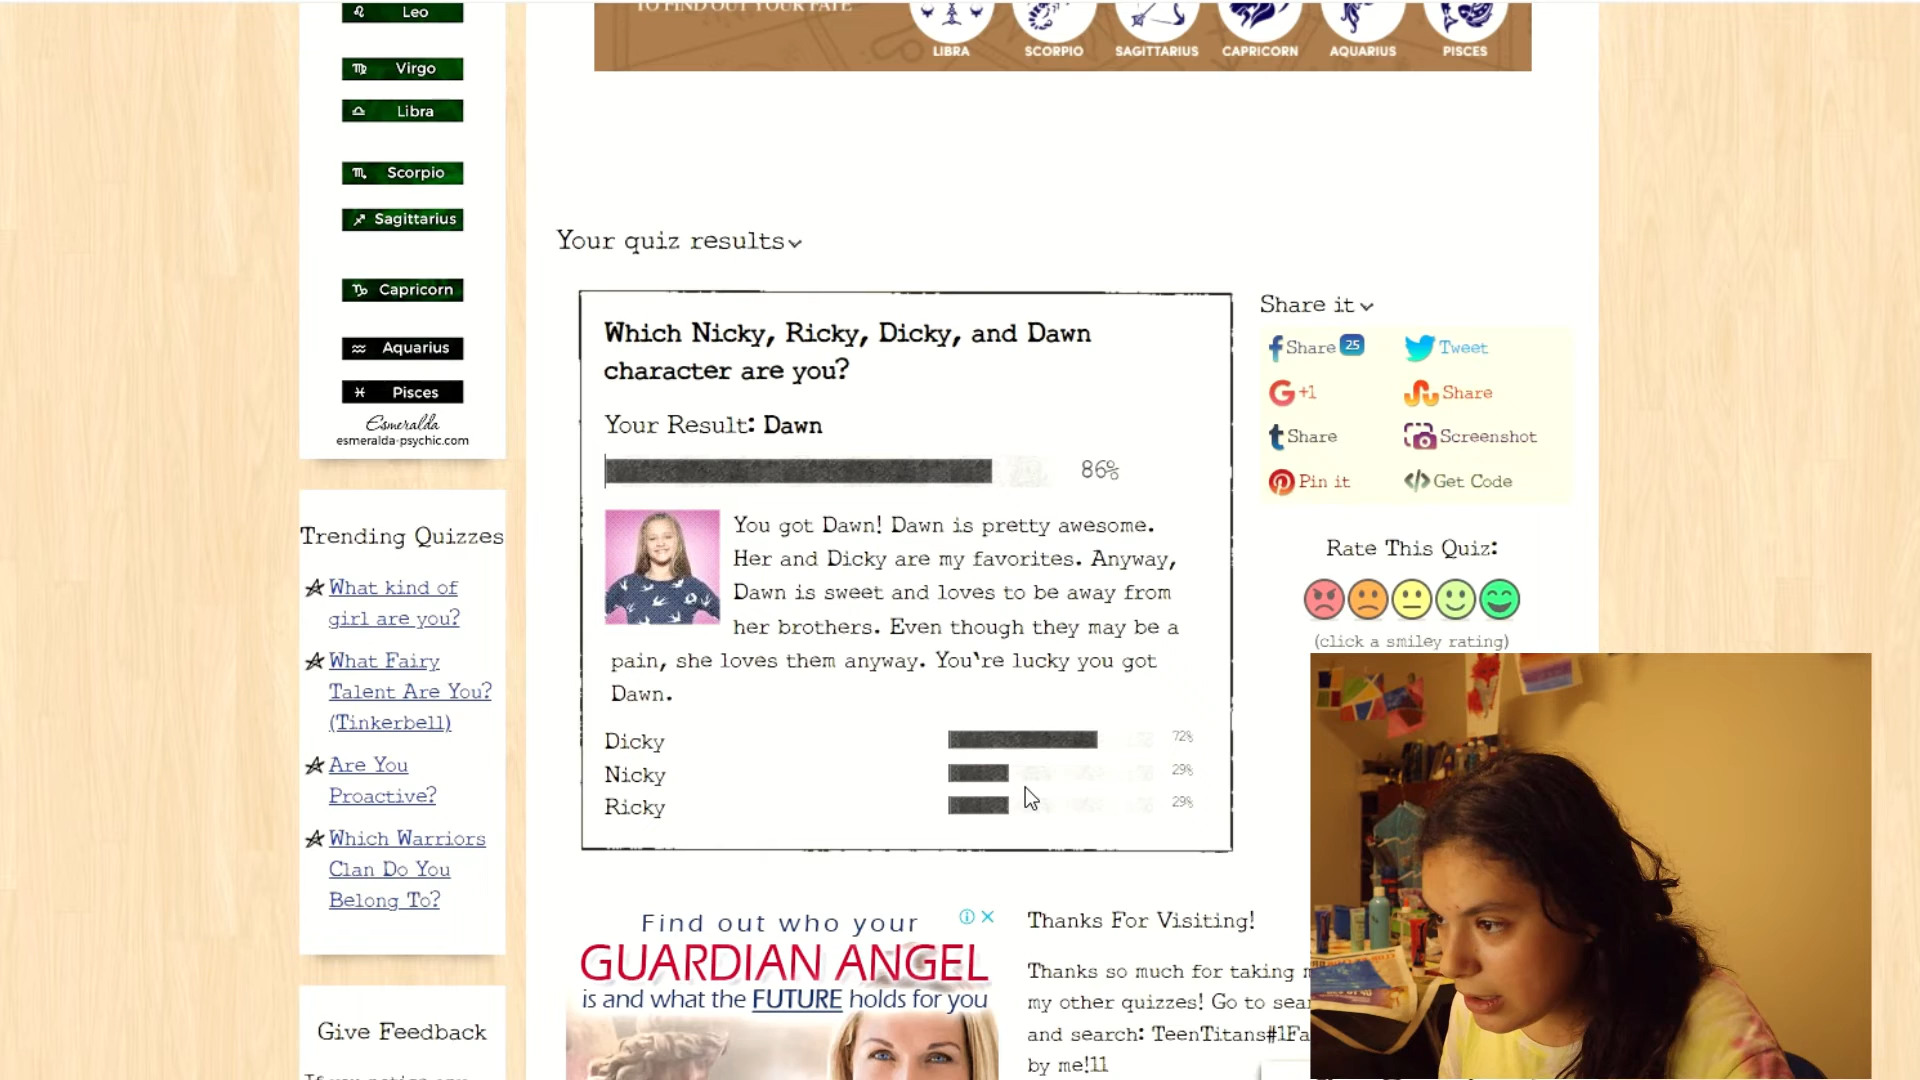 Leo
Virgo
Libra
Scorpio
Sagittarius
Capricorn
Aquarius
Pisces
Esmeralda
esmeralda-psychic.com
Trending Quizzes
What kind of
girl are you?
What Fairy
Talent Are You?
(Tinkerbell)
Are You
Proactive?
Which Warriors
Clan Do You
Belong To?
Give Feedback
TO FIND OUT YOUR FATE
LIBRA SCORPIO SAGITTARIUS CAPRICORN AQUARIUS PISCES
Your quiz results
Which Nicky, Ricky, Dicky, and Dawn
character are you?
Your Result: Dawn
86%
You got Dawn! Dawn is pretty awesome.
Her and Dicky are my favorites. Anyway,
Dawn is sweet and loves to be away from
her brothers. Even though they may be a
pain, she loves them anyway. You're lucky you got
Dawn.
Dicky 72%
Nicky 29%
Ricky 29%
Share it
Share 25 Tweet
G+1 Share
Share Screenshot
Pin it </> Get Code
Rate This Quiz:
(click a smiley rating)
Find out who your
GUARDIAN ANGEL
is and what the FUTURE holds for you
Thanks For Visiting!
Thanks so much for taking
my other quizzes! Go to
and search: TeenTitans#1Fa
by me!11